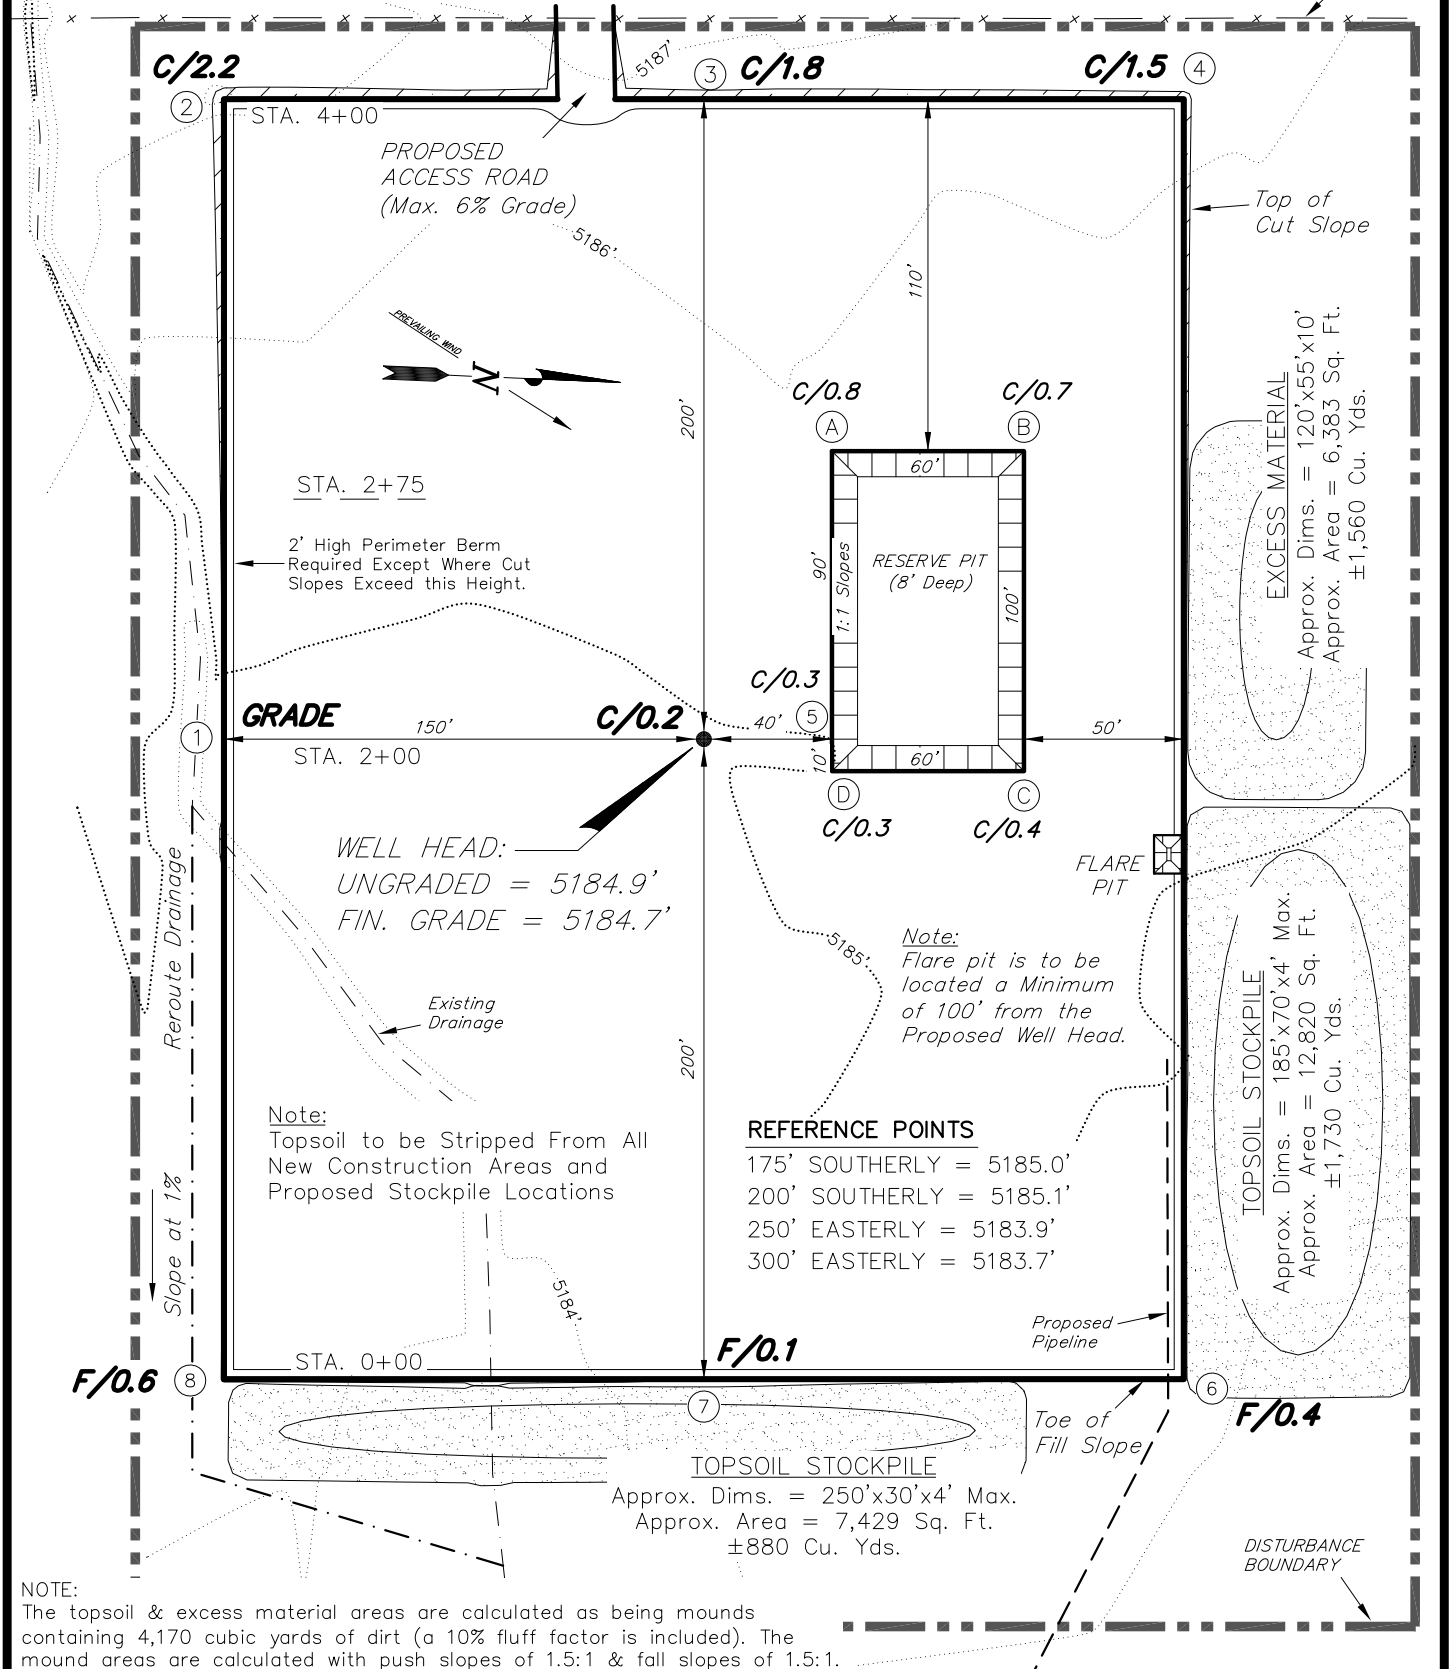 C/2.2
5187'
3
C/1.8
C/1.5
4
2
STA. 4+00
PROPOSED
ACCESS ROAD
(Max. 6% Grade)
Top of
Cut Slope
5186'
110'
PREVAILING WIND
N
200'
C/0.8
C/0.7
A
B
60'
STA. 2+75
2' High Perimeter Berm
Required Except Where Cut
Slopes Exceed this Height.
90'
1:1 Slopes
RESERVE PIT
(8' Deep)
100'
EXCESS MATERIAL
Approx. Dims. = 120'x55'x10'
Approx. Area = 6,383 Sq. Ft.
±1,560 Cu. Yds.
C/0.3
5
1
GRADE
150'
C/0.2
40'
50'
STA. 2+00
10'
60'
D
C
C/0.3
C/0.4
WELL HEAD:
UNGRADED = 5184.9'
FIN. GRADE = 5184.7'
FLARE
PIT
Reroute Drainage
5185'
Note:
Flare pit is to be
located a Minimum
of 100' from the
Proposed Well Head.
Existing
Drainage
200'
TOPSOIL STOCKPILE
Approx. Dims. = 185'x70'x4' Max.
Approx. Area = 12,820 Sq. Ft.
±1,730 Cu. Yds.
Note:
Topsoil to be Stripped From All
New Construction Areas and
Proposed Stockpile Locations
REFERENCE POINTS
175' SOUTHERLY = 5185.0'
200' SOUTHERLY = 5185.1'
250' EASTERLY = 5183.9'
300' EASTERLY = 5183.7'
Slope at 1%
5184'
Proposed
Pipeline
STA. 0+00
F/0.1
F/0.6
8
7
6
F/0.4
Toe of
Fill Slope
TOPSOIL STOCKPILE
Approx. Dims. = 250'x30'x4' Max.
Approx. Area = 7,429 Sq. Ft.
±880 Cu. Yds.
DISTURBANCE
BOUNDARY
NOTE:
The topsoil & excess material areas are calculated as being mounds
containing 4,170 cubic yards of dirt (a 10% fluff factor is included). The
mound areas are calculated with push slopes of 1.5:1 & fall slopes of 1.5:1.